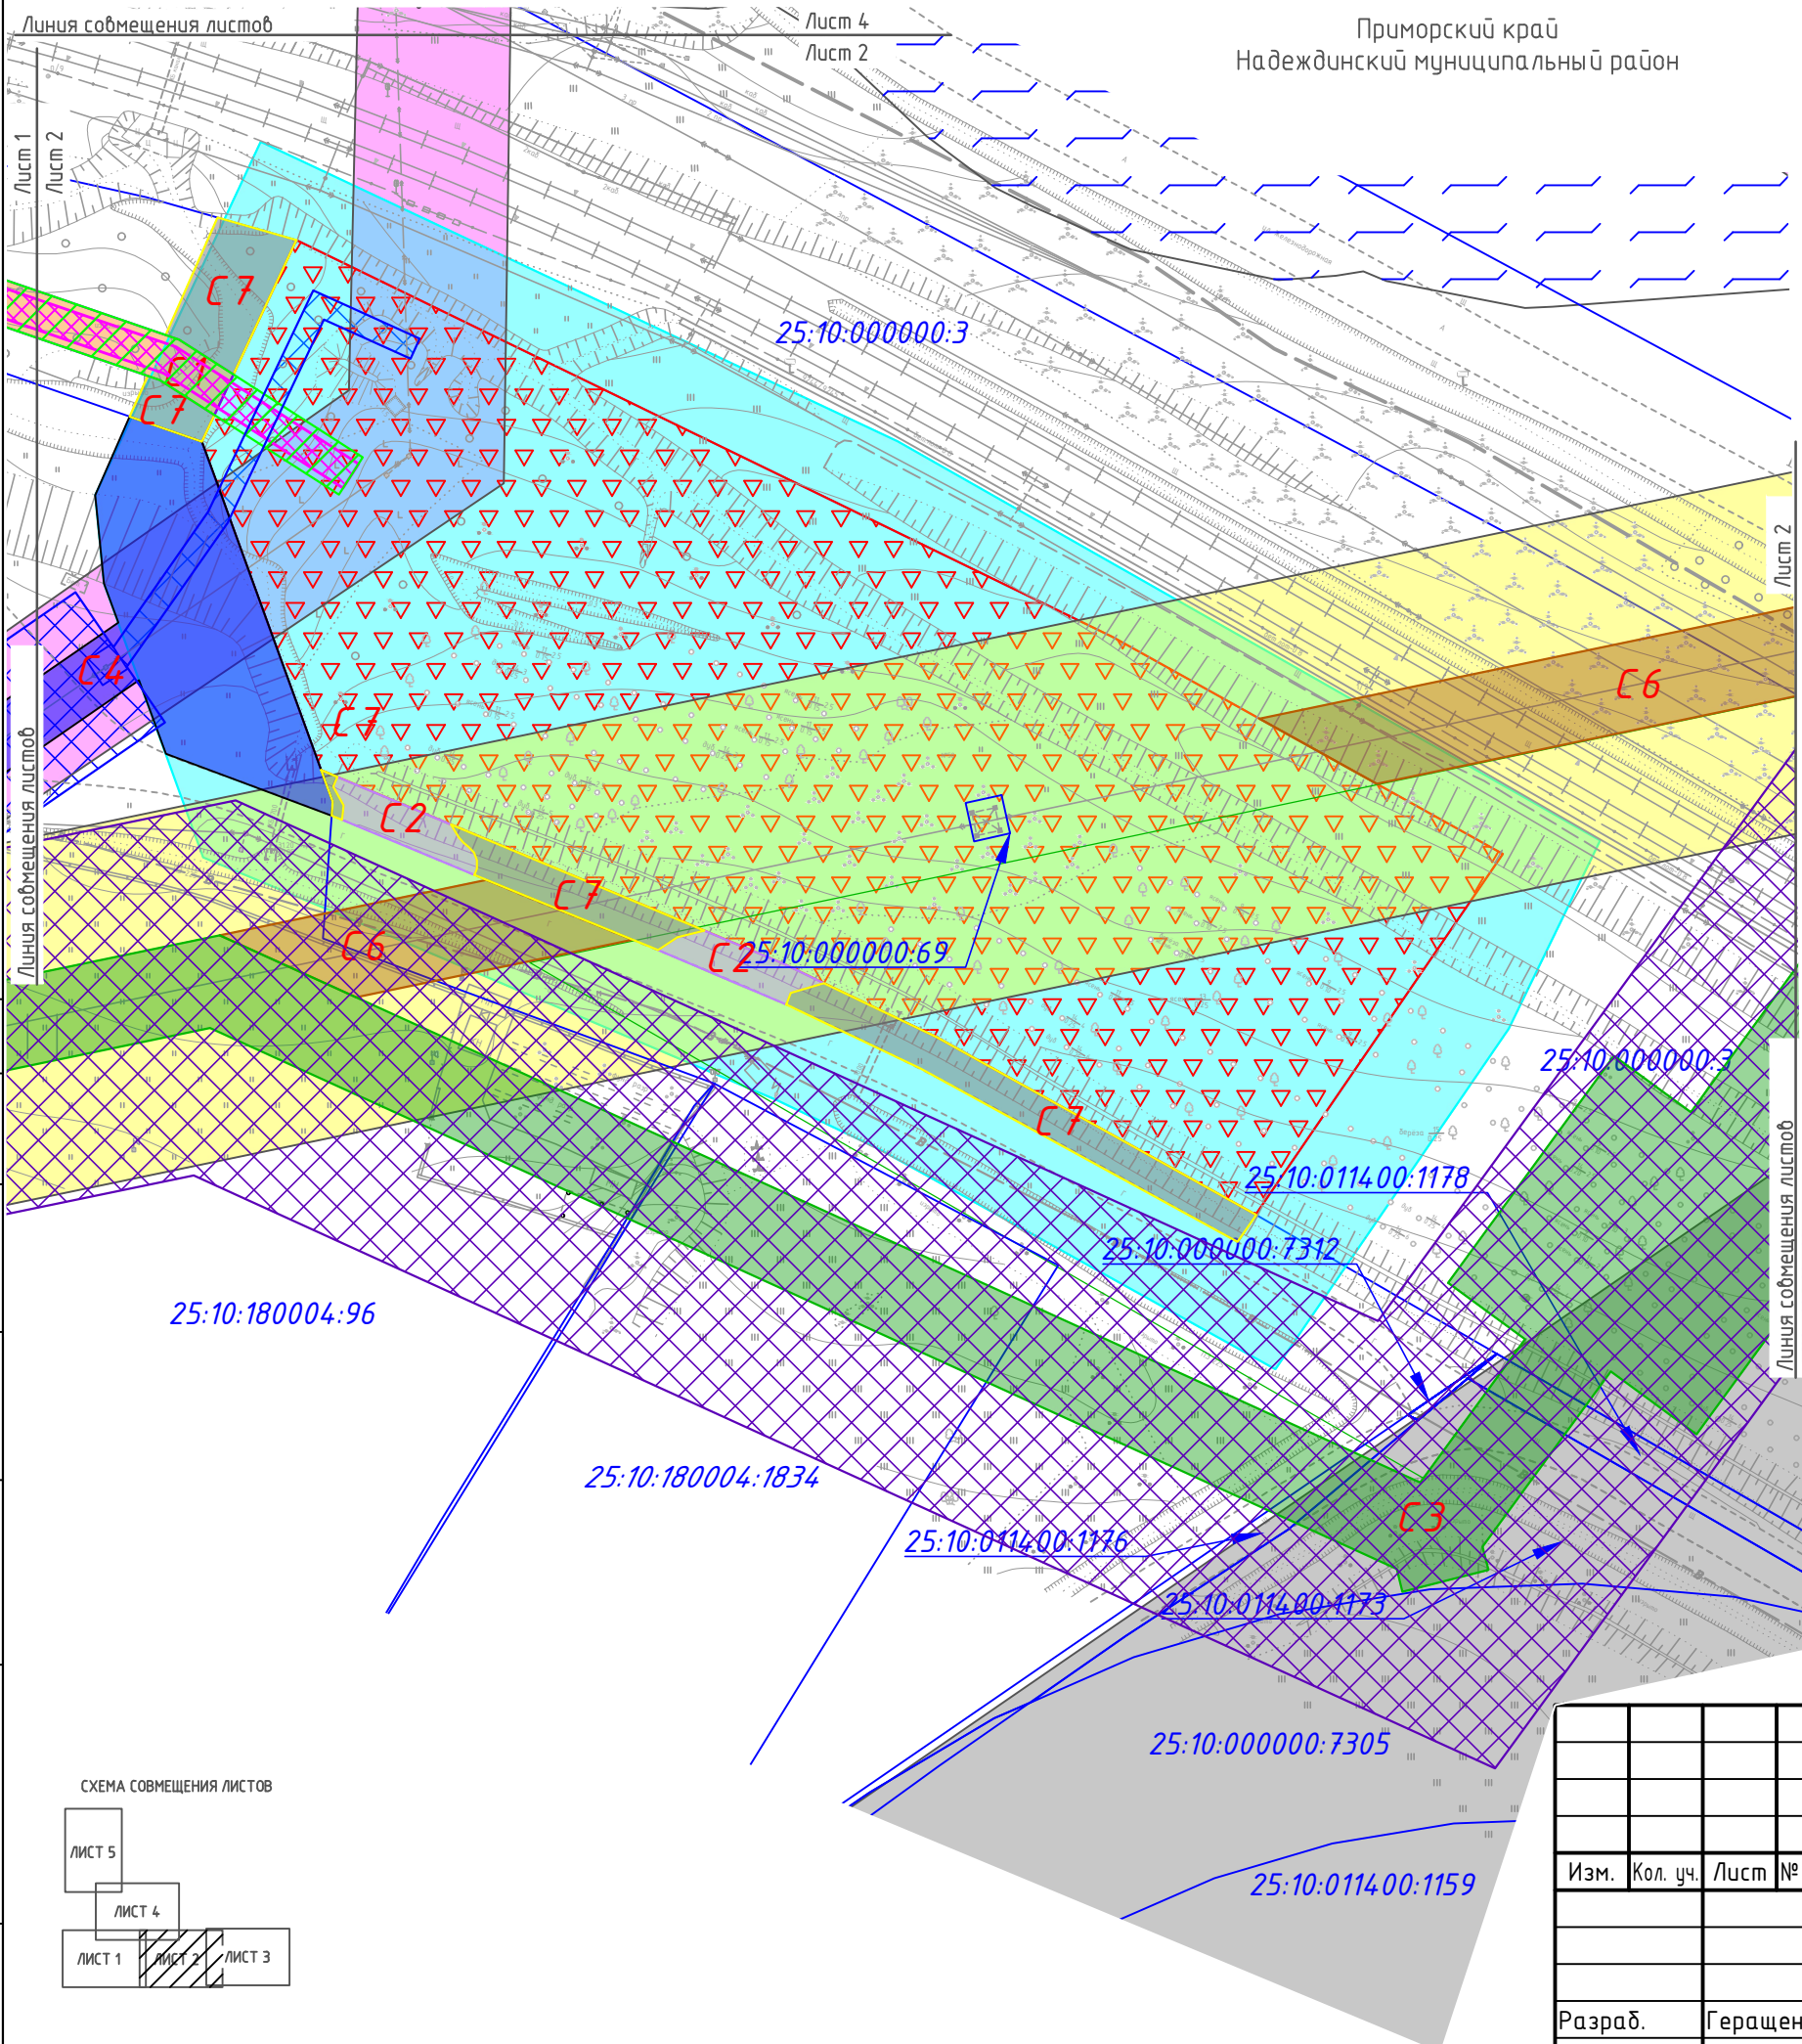 Линия совмещения листов
Лист 4
Лист 2
Приморский край
Надеждинский муниципальный район
Лист 1
Лист 2
С7
25:10:000000:3
С1
С7
Лист 2
С4
С6
С7
Линия совмещения листов
С2
С7
С6
С2
25:10:000000:69
25:10:000000:3
С7
25:10:011400:1178
25:10:000000:7312
Линия совмещения листов
25:10:180004:96
25:10:180004:1834
С3
25:10:011400:1176
25:10:011400:1173
25:10:000000:7305
СХЕМА СОВМЕЩЕНИЯ ЛИСТОВ
ЛИСТ 5
ЛИСТ 4
ЛИСТ 1
ЛИСТ 2
ЛИСТ 3
25:10:011400:1159
Изм. Кол. уч. Лист №
Разраб. Геращен